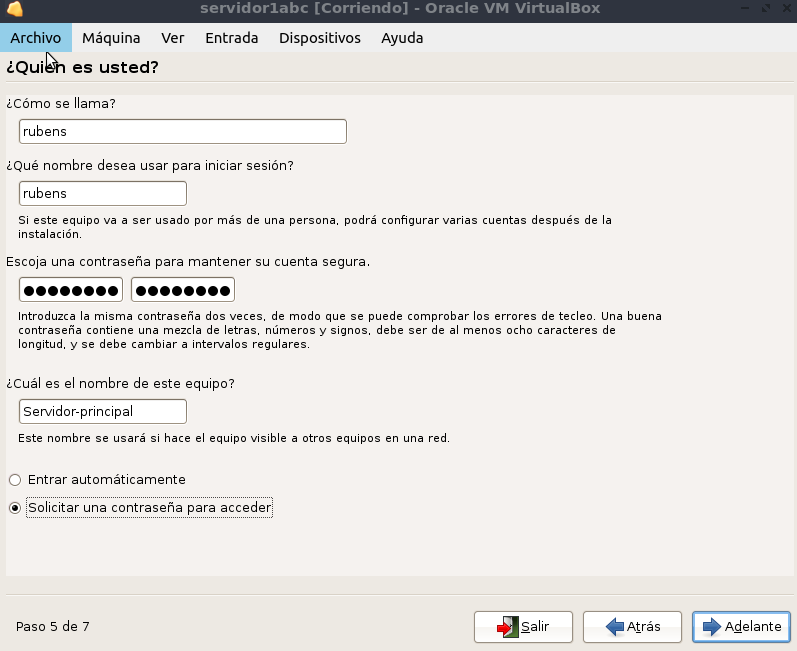 servidor1abc [Corriendo] - Oracle VM VirtualBox
Archivo Máquina Ver Entrada Dispositivos Ayuda
¿Quién es usted?
¿Cómo se llama?
rubens
¿Qué nombre desea usar para iniciar sesión?
rubens
Si este equipo va a ser usado por más de una persona, podrá configurar varias cuentas después de la
instalación.
Escoja una contraseña para mantener su cuenta segura.
●●●●●●●● ●●●●●●●●
Introduzca la misma contraseña dos veces, de modo que se puede comprobar los errores de tecleo. Una buena
contraseña contiene una mezcla de letras, números y signos, debe ser de al menos ocho caracteres de
longitud, y se debe cambiar a intervalos regulares.
¿Cuál es el nombre de este equipo?
Servidor-principal
Este nombre se usará si hace el equipo visible a otros equipos en una red.
Entrar automáticamente
Solicitar una contraseña para acceder
Paso 5 de 7 Salir Atrás Adelante